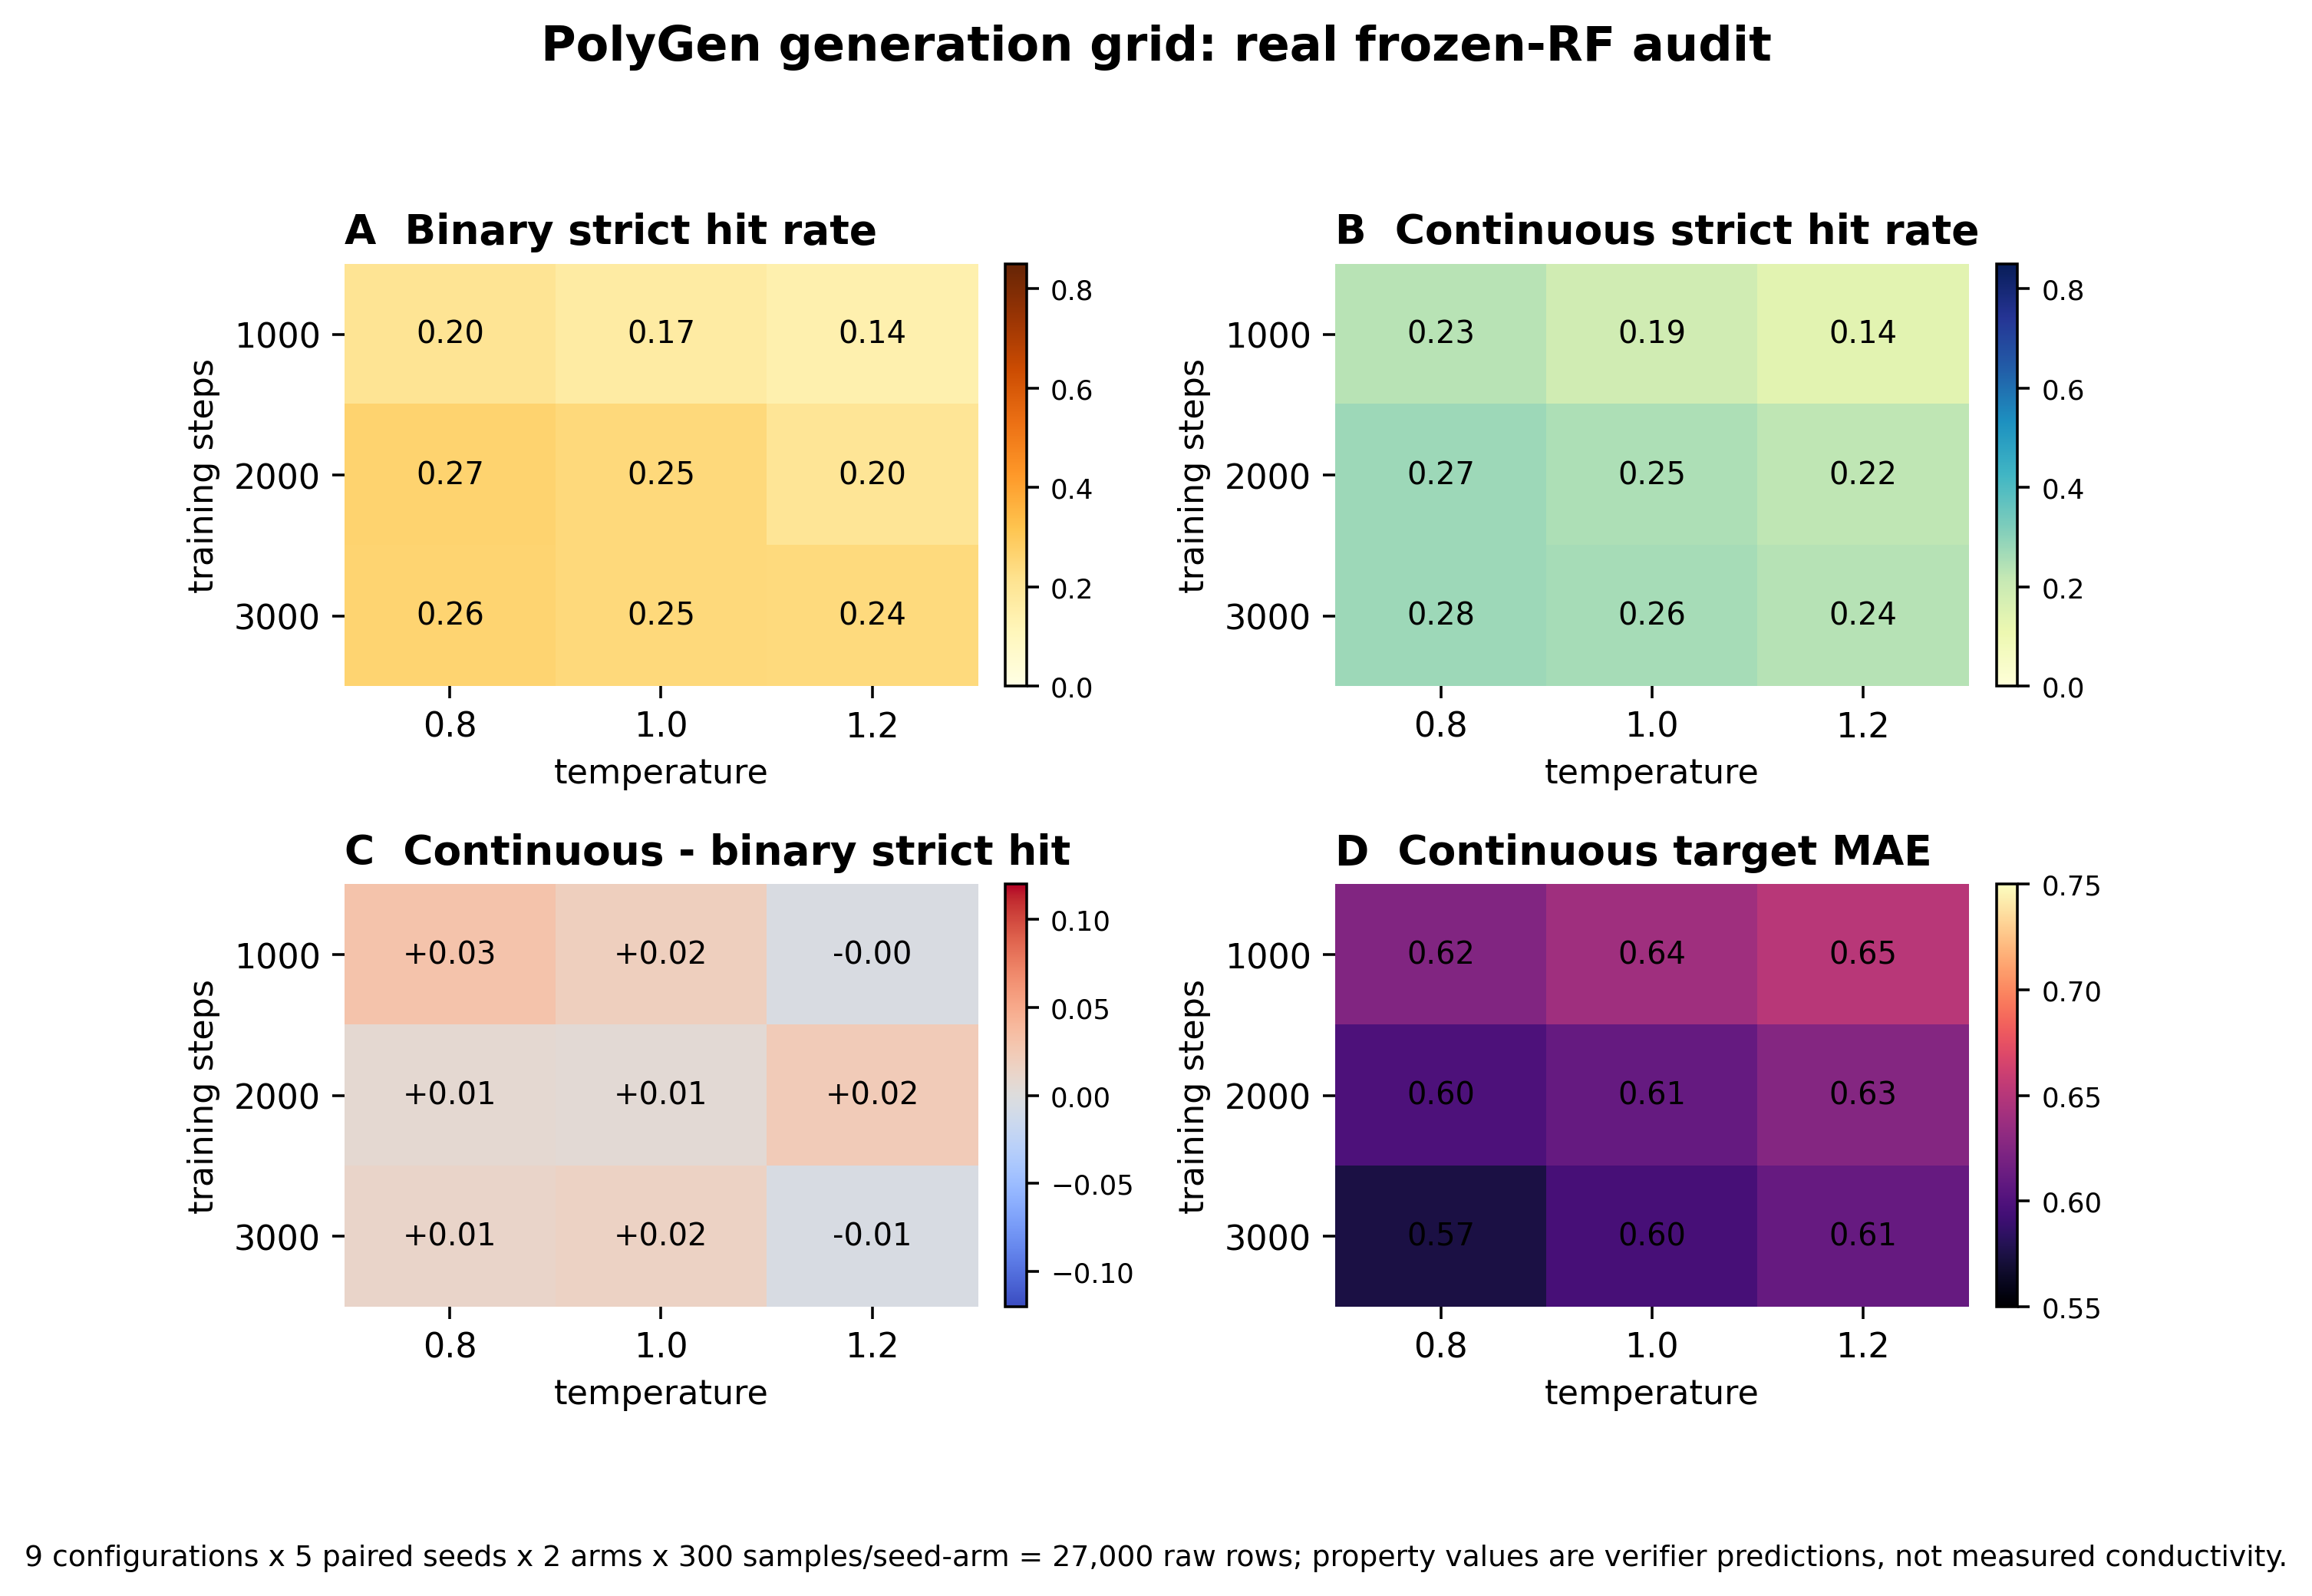 PolyGen generation grid: real frozen-RF audit
A Binary strict hit rate
training steps
1000
2000
3000
0.20 0.17 0.14
0.27 0.25 0.20
0.26 0.25 0.24
0.8 1.0 1.2
temperature
0.8
0.6
0.4
0.2
0.0
B Continuous strict hit rate
training steps
1000
2000
3000
0.23 0.19 0.14
0.27 0.25 0.22
0.28 0.26 0.24
0.8 1.0 1.2
temperature
0.8
0.6
0.4
0.2
0.0
C Continuous - binary strict hit
training steps
1000
2000
3000
+0.03 +0.02 -0.00
+0.01 +0.01 +0.02
+0.01 +0.02 -0.01
0.8 1.0 1.2
temperature
0.10
0.05
0.00
−0.05
−0.10
D Continuous target MAE
training steps
1000
2000
3000
0.62 0.64 0.65
0.60 0.61 0.63
0.57 0.60 0.61
0.8 1.0 1.2
temperature
0.75
0.70
0.65
0.60
0.55
9 configurations x 5 paired seeds x 2 arms x 300 samples/seed-arm = 27,000 raw rows; property values are verifier predictions, not measured conductivity.